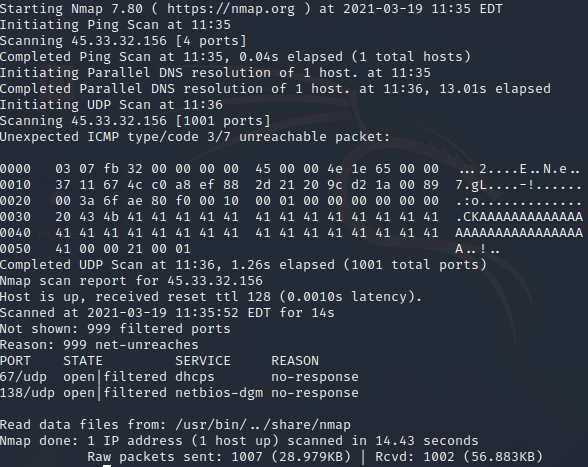 Starting Nmap 7.80 ( https://nmap.org ) at 2021-03-19 11:35 EDT
Initiating Ping Scan at 11:35
Scanning 45.33.32.156 [4 ports]
Completed Ping Scan at 11:35, 0.04s elapsed (1 total hosts)
Initiating Parallel DNS resolution of 1 host. at 11:35
Completed Parallel DNS resolution of 1 host. at 11:36, 13.01s elapsed
Initiating UDP Scan at 11:36
Scanning 45.33.32.156 [1001 ports]
Unexpected ICMP type/code 3/7 unreachable packet:
0000   03 07 fb 32 00 00 00 00  45 00 00 4e 1e 65 00 00   ...2....E..N.e..
0010   37 11 67 4c c0 a8 ef 88  2d 21 20 9c d2 1a 00 89   7.gL....-!......
0020   00 3a 6f ae 80 f0 00 10  00 01 00 00 00 00 00 00   .:o.............
0030   20 43 4b 41 41 41 41 41  41 41 41 41 41 41 41 41   .CKAAAAAAAAAAAAA
0040   41 41 41 41 41 41 41 41  41 41 41 41 41 41 41 41   AAAAAAAAAAAAAAAA
0050   41 00 00 21 00 01                                  A..!..
Completed UDP Scan at 11:36, 1.26s elapsed (1001 total ports)
Nmap scan report for 45.33.32.156
Host is up, received reset ttl 128 (0.0010s latency).
Scanned at 2021-03-19 11:35:52 EDT for 14s
Not shown: 999 filtered ports
Reason: 999 net-unreaches
PORT    STATE         SERVICE     REASON
67/udp  open|filtered dhcps       no-response
138/udp open|filtered netbios-dgm no-response
Read data files from: /usr/bin/../share/nmap
Nmap done: 1 IP address (1 host up) scanned in 14.43 seconds
Raw packets sent: 1007 (28.979KB) | Rcvd: 1002 (56.883KB)